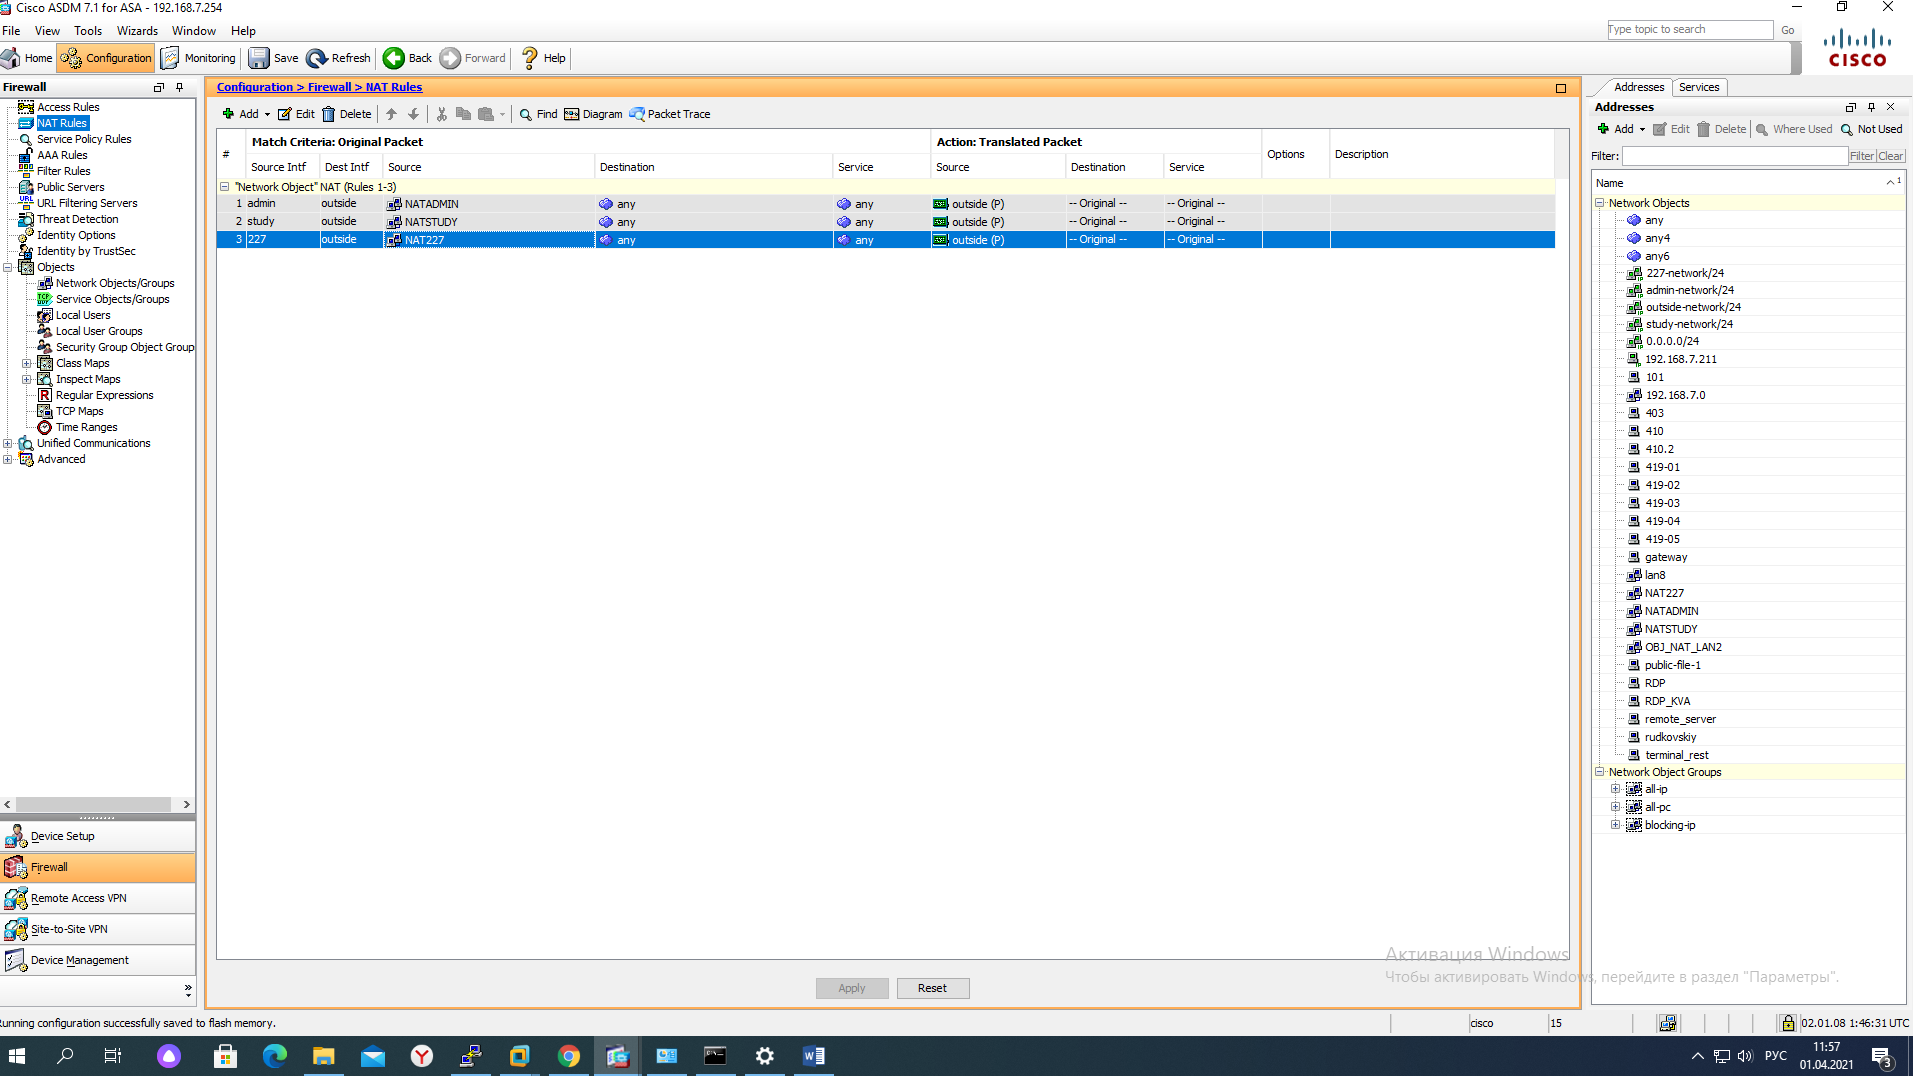 Cisco ASDM 7.1 for ASA - 192.168.7.254
File View Tools Wizards Window Help
Type topic to search Go
Home Configuration Monitoring Save Refresh Back Forward Help
CISCO
Firewall
Access Rules
NAT Rules
Service Policy Rules
AAA Rules
Filter Rules
Public Servers
URL Filtering Servers
Threat Detection
Identity Options
Identity by TrustSec
Objects
Network Objects/Groups
Service Objects/Groups
Local Users
Local User Groups
Security Group Object Group
Class Maps
Inspect Maps
Regular Expressions
TCP Maps
Time Ranges
Unified Communications
Advanced
Device Setup
Firewall
Remote Access VPN
Site-to-Site VPN
Device Management
Configuration > Firewall > NAT Rules
Add Edit Delete Find Diagram Packet Trace
# Match Criteria: Original Packet Action: Translated Packet Options Description
Source Intf Dest Intf Source Destination Service Source Destination Service
"Network Object" NAT (Rules 1-3)
1 admin outside NATADMIN any any outside (P) -- Original -- -- Original --
2 study outside NATSTUDY any any outside (P) -- Original -- -- Original --
3 227 outside NAT227 any any outside (P) -- Original -- -- Original --
Apply Reset
Addresses Services
Addresses
Add Edit Delete Where Used Not Used
Filter: Filter Clear
Name 1
Network Objects
any
any4
any6
227-network/24
admin-network/24
outside-network/24
study-network/24
0.0.0.0/24
192.168.7.211
101
192.168.7.0
403
410
410.2
419-01
419-02
419-03
419-04
419-05
gateway
lan8
NAT227
NATADMIN
NATSTUDY
OBJ_NAT_LAN2
public-file-1
RDP
RDP_KVA
remote_server
rudkovskiy
terminal_rest
Network Object Groups
all-ip
all-pc
blocking-ip
Активация Windows
Чтобы активировать Windows, перейдите в раздел "Параметры".
unning configuration successfully saved to flash memory. cisco 15 02.01.08 1:46:31 UTC
РУС 11:57
01.04.2021 3